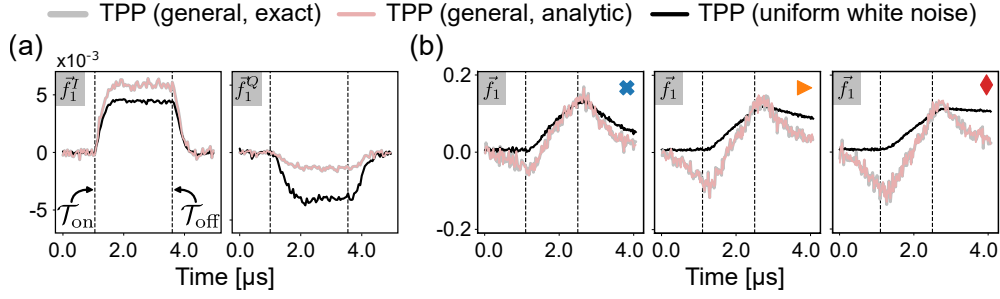 TPP (general, exact) TPP (general, analytic) TPP (uniform white noise)
(a) (b)
x10⁻³
5
0
-5
f⃗₁ᴵ
𝒯on
𝒯off
f⃗₁Q
0.0 2.0 4.0 0.0 2.0 4.0
Time [µs]
0.2
0.0
-0.2
f⃗₁ f⃗₁ f⃗₁
0.0 2.0 4.0 0.0 2.0 4.0 0.0 2.0 4.0
Time [µs]